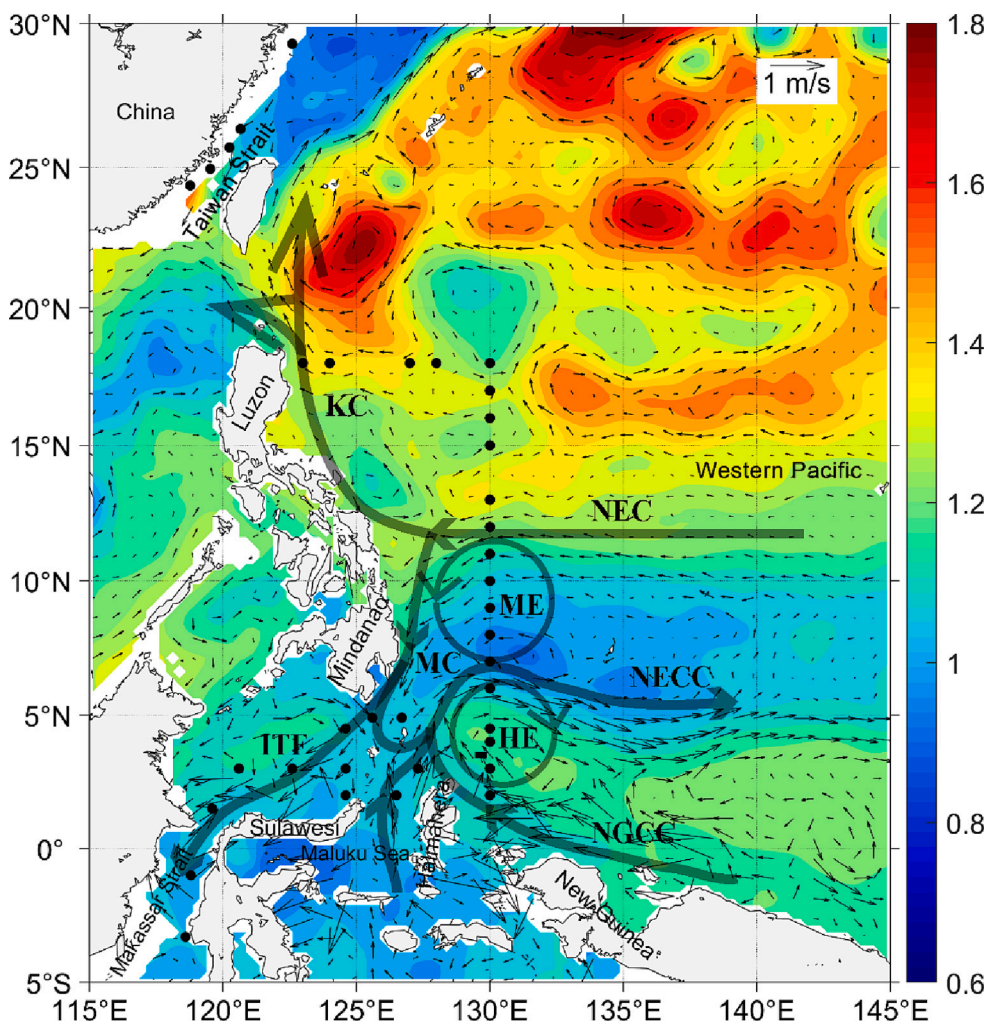 30°N
25°N
20°N
15°N
10°N
5°N
0°
5°S
115°E
120°E
125°E
130°E
135°E
140°E
145°E
1.8
1.6
1.4
1.2
1
0.8
0.6
1 m/s
China
Taiwan Strait
Luzon
KC
Western Pacific
NEC
ME
Mindanao
MC
NECC
ITF
HE
Sulawesi
Maluku Sea
Halmahera
NGCC
Makassar Strait
New Guinea